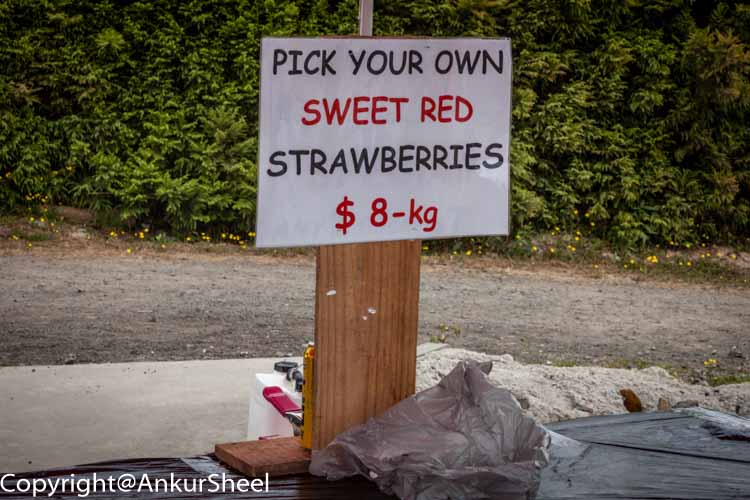 PICK YOUR OWN
SWEET RED
STRAWBERRIES
$ 8-kg
Copyright@AnkurSheel